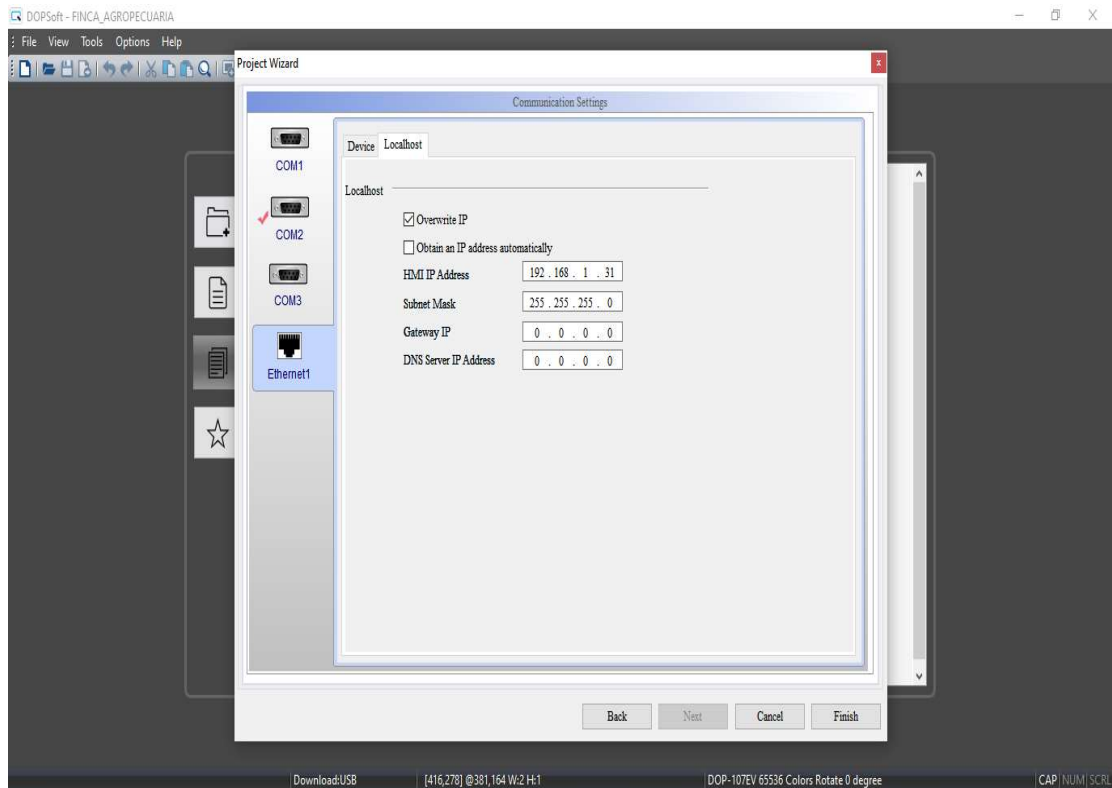 DOPSoft - FINCA_AGROPECUARIA
File View Tools Options Help
Project Wizard
Communication Settings
COM1
COM2
COM3
Ethernet1
Device Localhost
Localhost
Overwrite IP
Obtain an IP address automatically
HMI IP Address 192 . 168 . 1 . 31
Subnet Mask 255 . 255 . 255 . 0
Gateway IP 0 . 0 . 0 . 0
DNS Server IP Address 0 . 0 . 0 . 0
Back Next Cancel Finish
Download:USB [416,278] @381,164 W:2 H:1 DOP-107EV 65536 Colors Rotate 0 degree CAP NUM SCRL